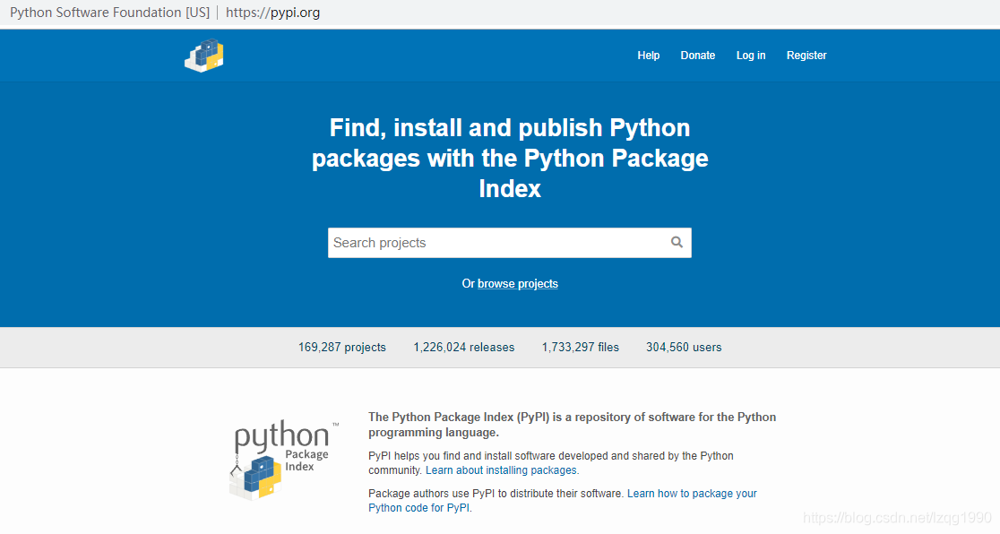 Python Software Foundation [US] | https://pypi.org
Help Donate Log in Register
Find, install and publish Python
packages with the Python Package
Index
Search projects
Or browse projects
169,287 projects 1,226,024 releases 1,733,297 files 304,560 users
python™
Package
Index
The Python Package Index (PyPI) is a repository of software for the Python
programming language.
PyPI helps you find and install software developed and shared by the Python
community. Learn about installing packages.
Package authors use PyPI to distribute their software. Learn how to package your
Python code for PyPI.
https://blog.csdn.net/lzqg1990